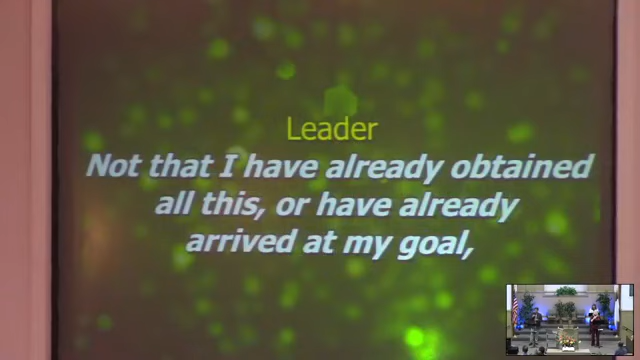 Leader
Not that I have already obtained
all this, or have already
arrived at my goal,